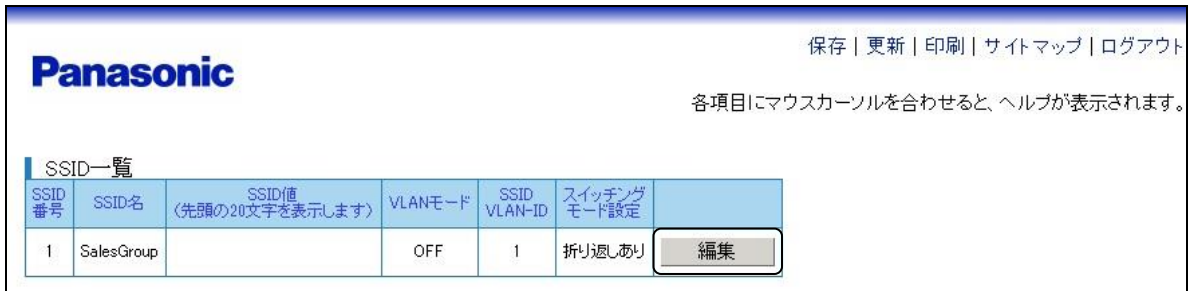 保存 | 更新 | 印刷 | サイトマップ | ログアウト
Panasonic
各項目にマウスカーソルを合わせると、ヘルプが表示されます。
SSID一覧
SSID番号 SSID名 SSID値(先頭の20文字を表示します) VLANモード SSID VLAN-ID スイッチングモード設定
1 SalesGroup OFF 1 折り返しあり 編集